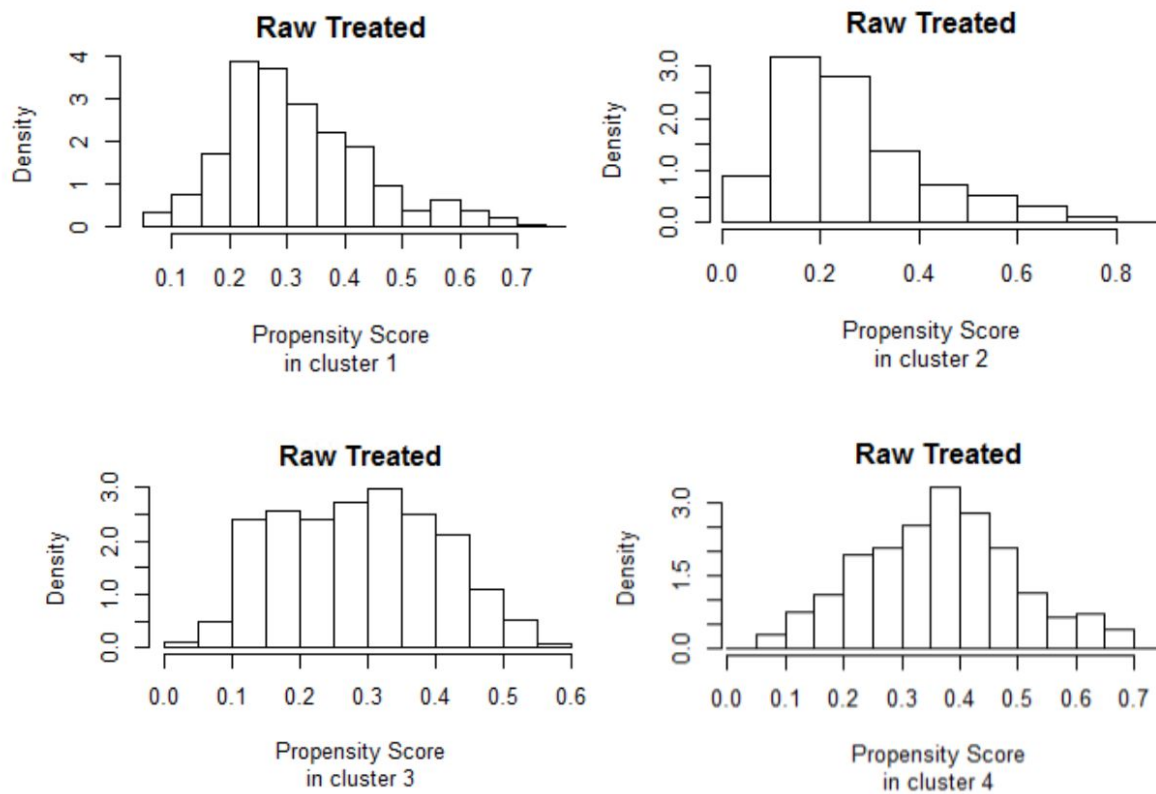 Raw Treated
Density
4
3
2
1
0
0.1 0.2 0.3 0.4 0.5 0.6 0.7
Propensity Score
in cluster 1
Raw Treated
Density
3.0
2.0
1.0
0.0
0.0 0.2 0.4 0.6 0.8
Propensity Score
in cluster 2
Raw Treated
Density
3.0
2.0
1.0
0.0
0.0 0.1 0.2 0.3 0.4 0.5 0.6
Propensity Score
in cluster 3
Raw Treated
Density
3.0
1.5
0.0
0.0 0.1 0.2 0.3 0.4 0.5 0.6 0.7
Propensity Score
in cluster 4